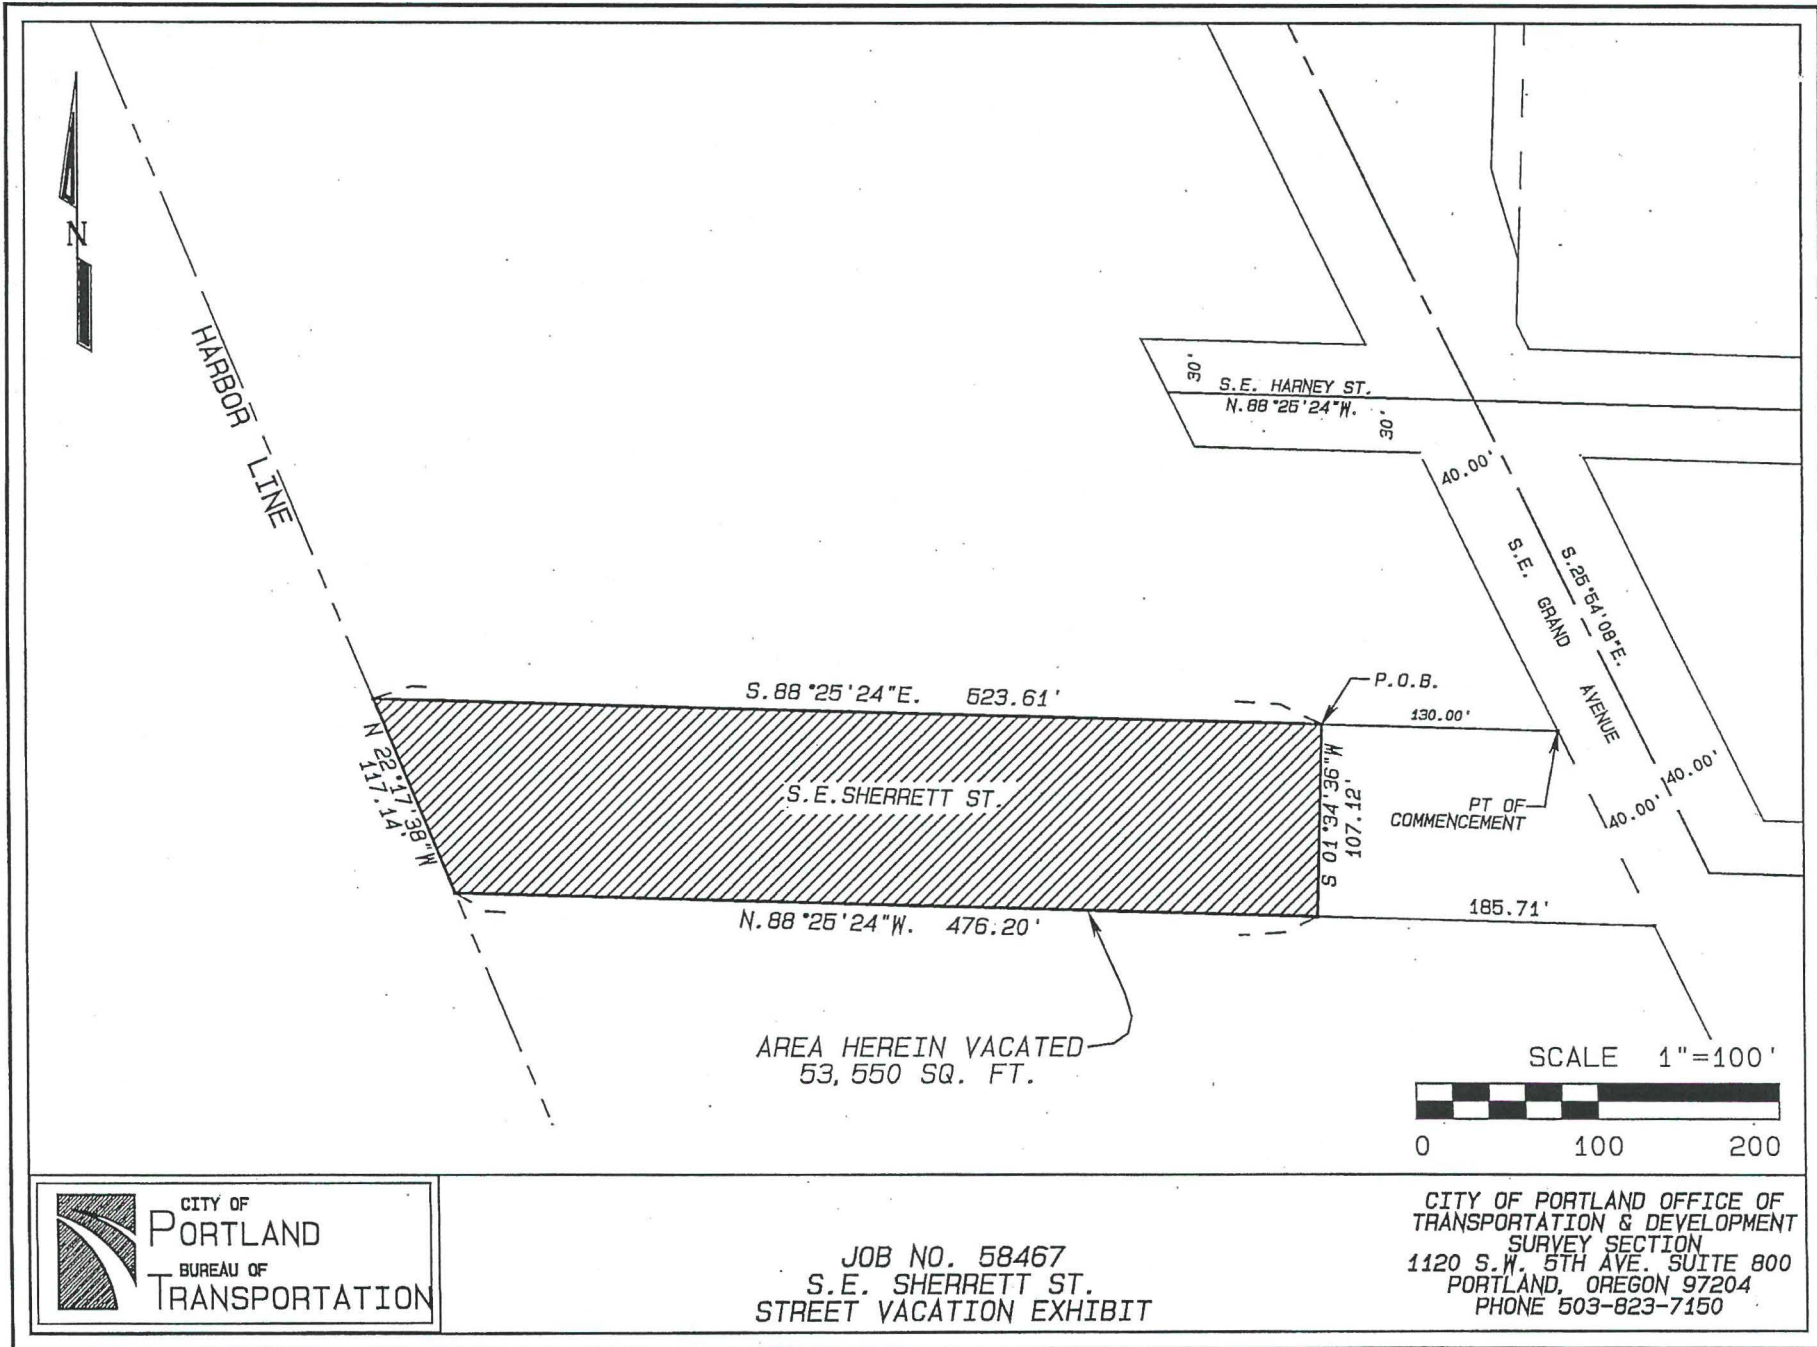 N
HARBOR LINE
30'
S.E. HARNEY ST.
N.88°25'24"W.
30'
40.00'
S.25°54'08"E.
S.E. GRAND AVENUE
S.88°25'24"E. 523.61'
P.O.B.
130.00'
N 22°17'38"W
117.14'
S.E.SHERRETT ST.
S 01°34'36"W
107.12'
PT OF
COMMENCEMENT
40.00'
40.00'
N.88°25'24"W. 476.20'
185.71'
AREA HEREIN VACATED
53,550 SQ. FT.
SCALE 1"=100'
0 100 200
CITY OF
PORTLAND
BUREAU OF
TRANSPORTATION
JOB NO. 58467
S.E. SHERRETT ST.
STREET VACATION EXHIBIT
CITY OF PORTLAND OFFICE OF
TRANSPORTATION & DEVELOPMENT
SURVEY SECTION
1120 S.W. 5TH AVE. SUITE 800
PORTLAND, OREGON 97204
PHONE 503-823-7150